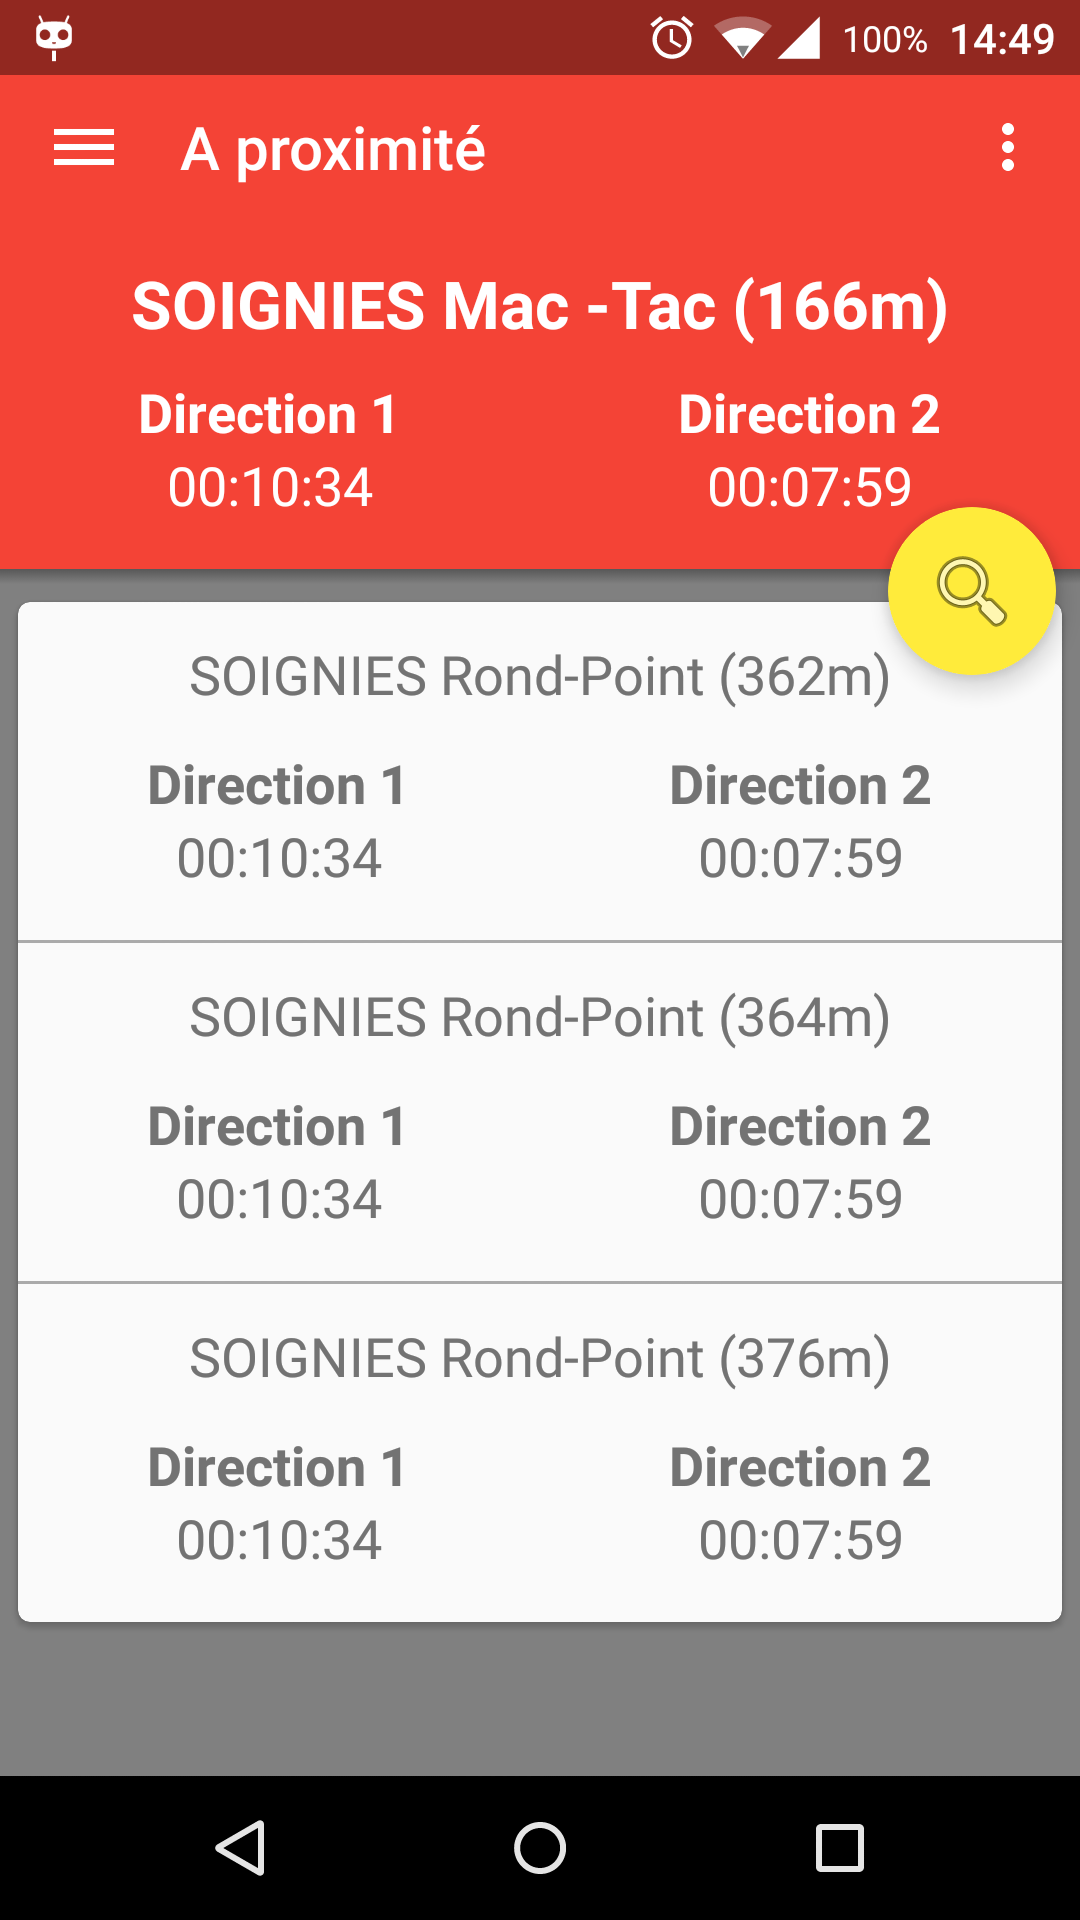 100% 14:49
A proximité
SOIGNIES Mac -Tac (166m)
Direction 1 Direction 2
00:10:34 00:07:59
SOIGNIES Rond-Point (362m)
Direction 1 Direction 2
00:10:34 00:07:59
SOIGNIES Rond-Point (364m)
Direction 1 Direction 2
00:10:34 00:07:59
SOIGNIES Rond-Point (376m)
Direction 1 Direction 2
00:10:34 00:07:59